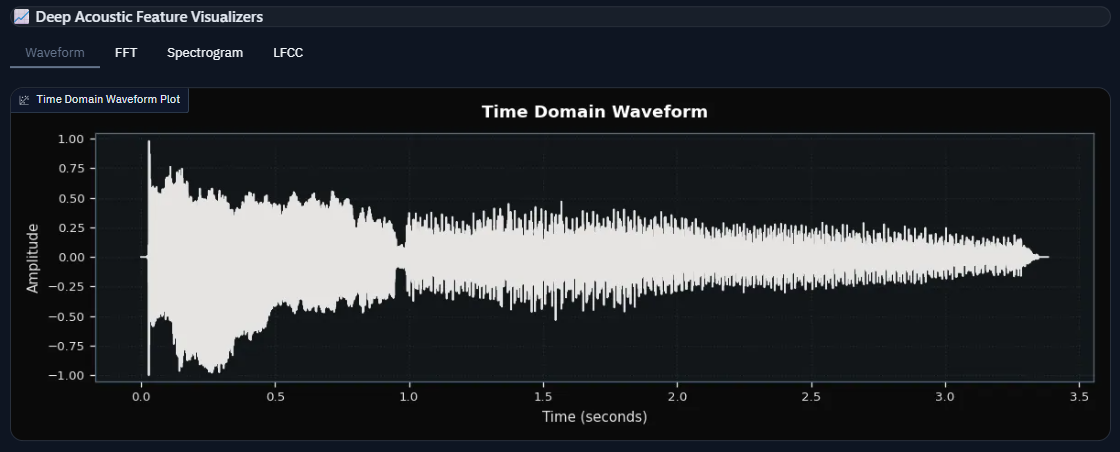 Deep Acoustic Feature Visualizers
Waveform FFT Spectrogram LFCC
Time Domain Waveform Plot
Time Domain Waveform
Amplitude
1.00
0.75
0.50
0.25
0.00
−0.25
−0.50
−0.75
−1.00
0.0 0.5 1.0 1.5 2.0 2.5 3.0 3.5
Time (seconds)